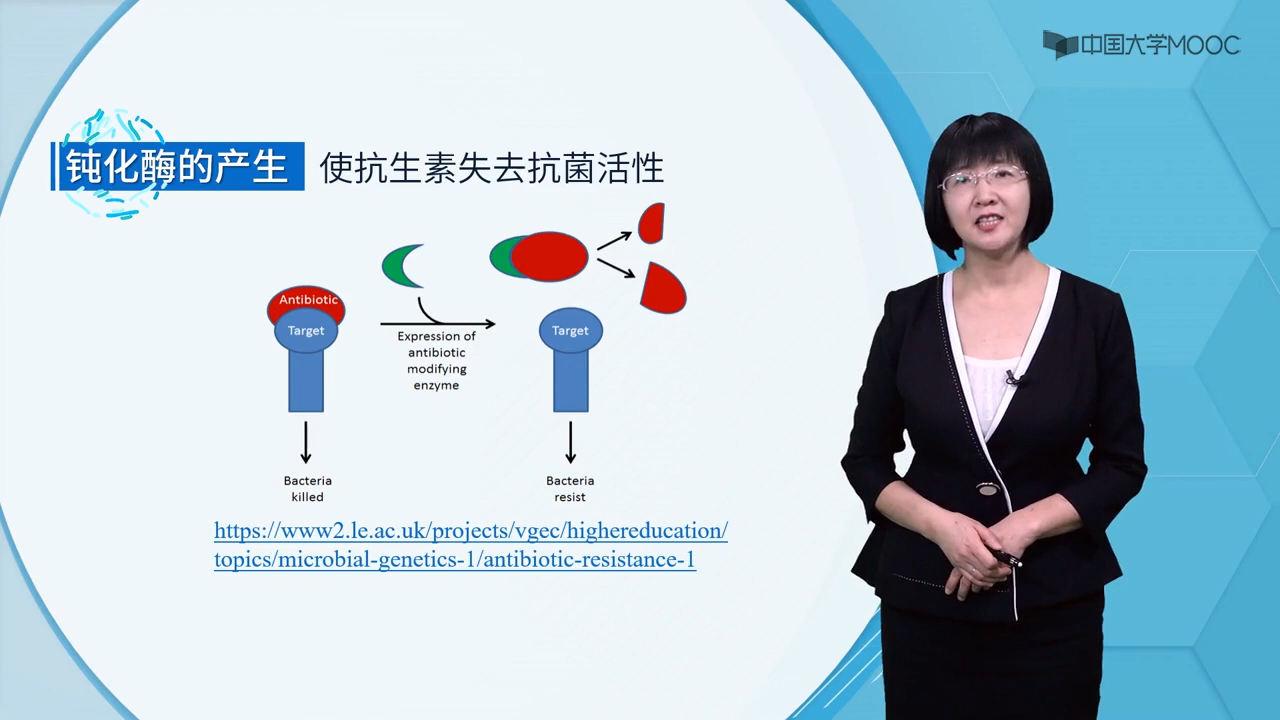 中国大学MOOC
钝化酶的产生 使抗生素失去抗菌活性
Antibiotic
Target
Expression of
antibiotic
modifying
enzyme
Target
Bacteria
killed
Bacteria
resist
https://www2.le.ac.uk/projects/vgec/highereducation/
topics/microbial-genetics-1/antibiotic-resistance-1